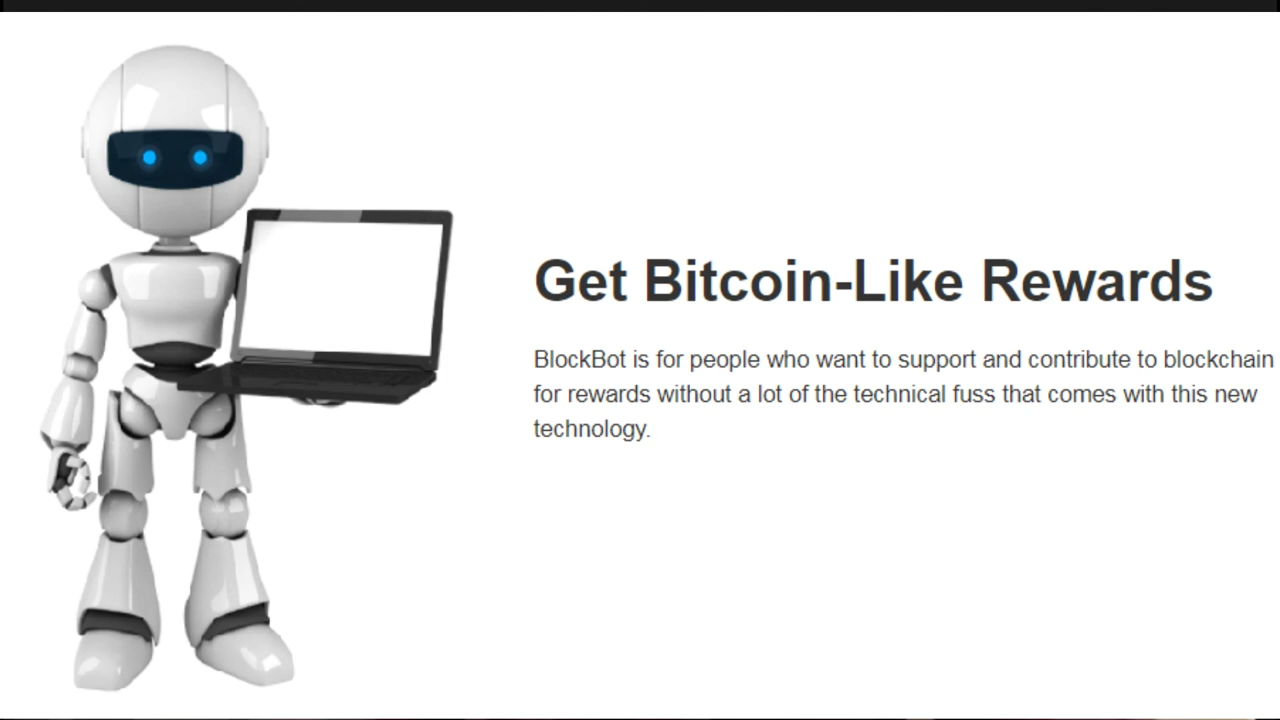 Get Bitcoin-Like Rewards
BlockBot is for people who want to support and contribute to blockchain
for rewards without a lot of the technical fuss that comes with this new
technology.